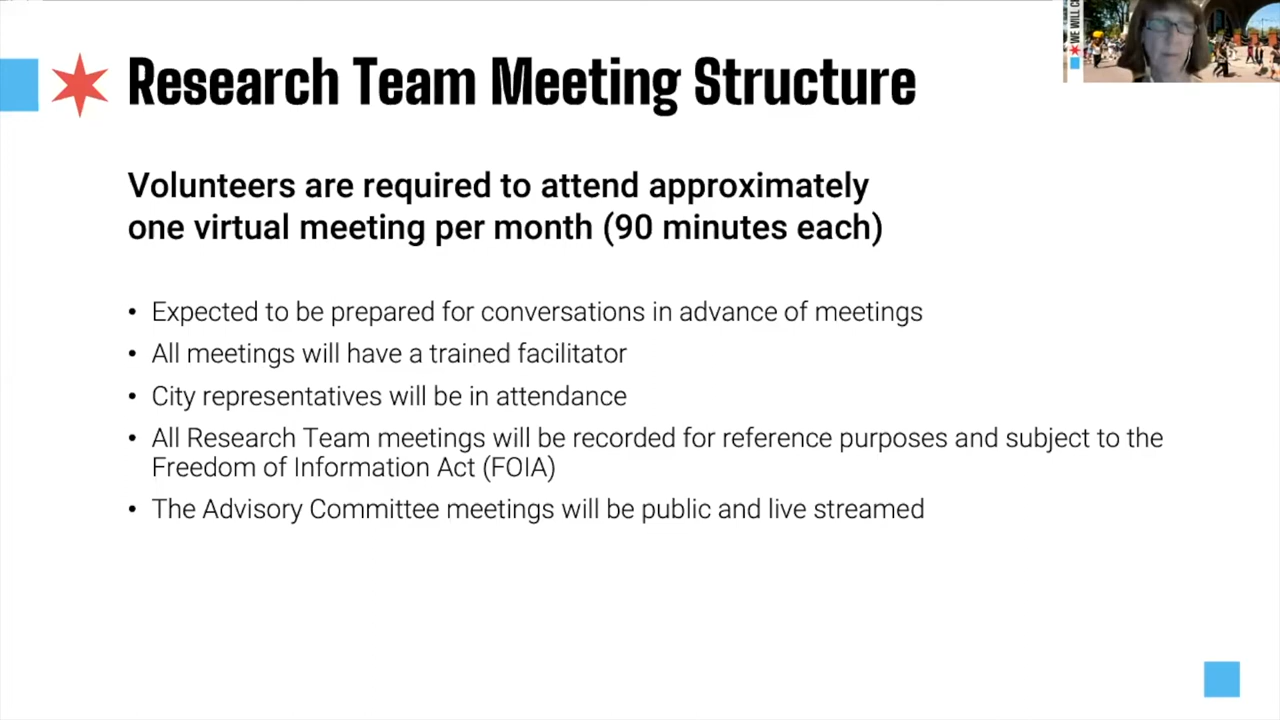 WE WILL
Research Team Meeting Structure
Volunteers are required to attend approximately
one virtual meeting per month (90 minutes each)
• Expected to be prepared for conversations in advance of meetings
• All meetings will have a trained facilitator
• City representatives will be in attendance
• All Research Team meetings will be recorded for reference purposes and subject to the
Freedom of Information Act (FOIA)
• The Advisory Committee meetings will be public and live streamed